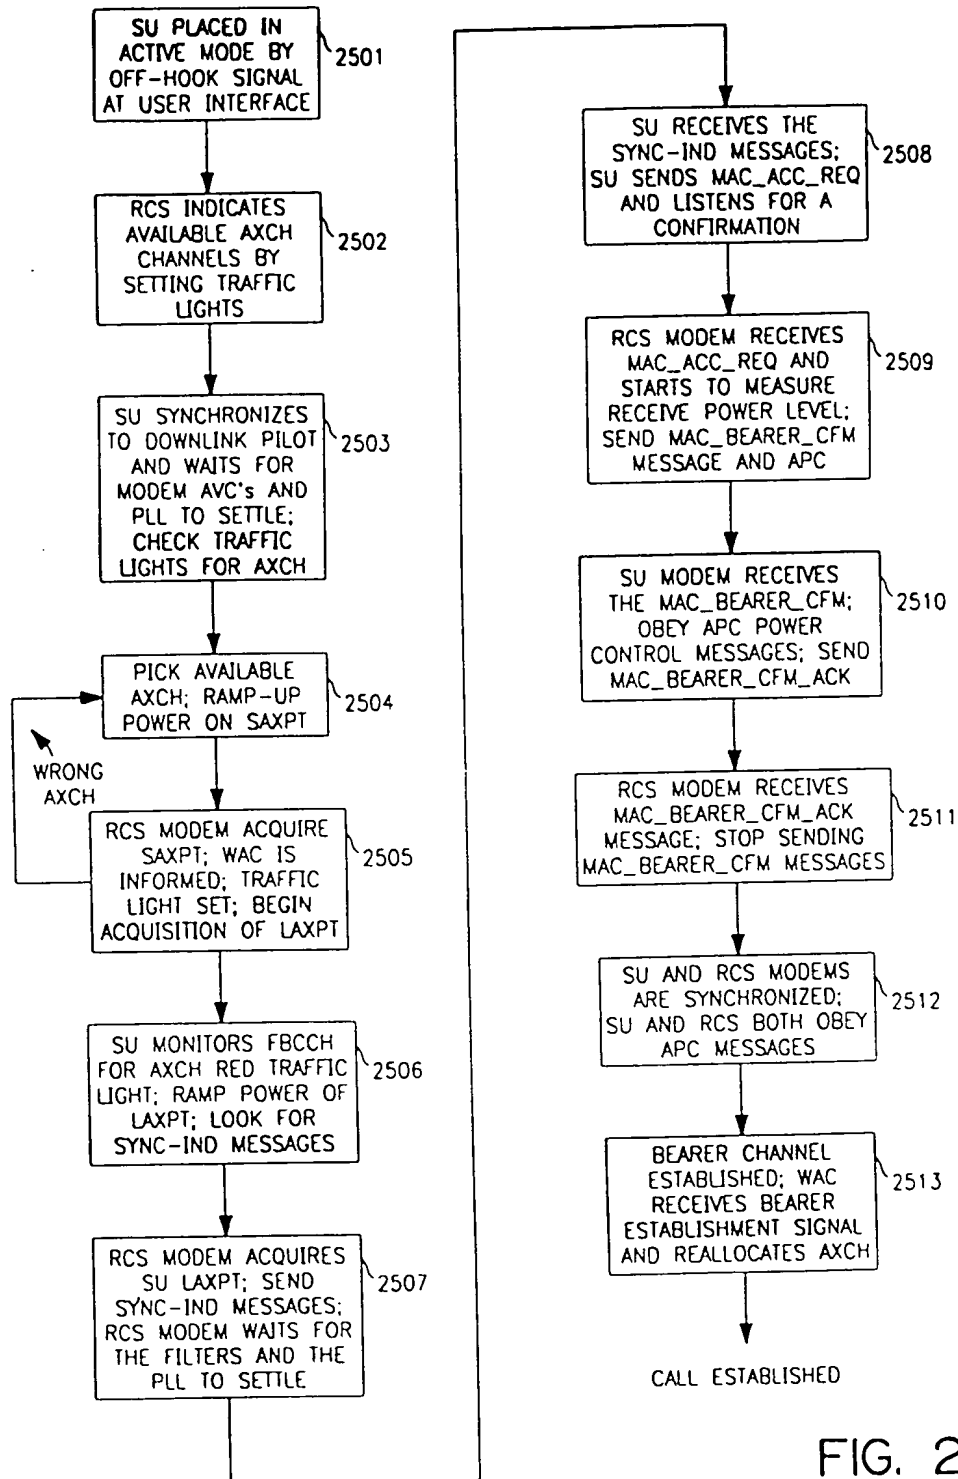 SU PLACED IN
ACTIVE MODE BY
OFF-HOOK SIGNAL
AT USER INTERFACE
2501
RCS INDICATES
AVAILABLE AXCH
CHANNELS BY
SETTING TRAFFIC
LIGHTS
2502
SU SYNCHRONIZES
TO DOWNLINK PILOT
AND WAITS FOR
MODEM AVC's AND
PLL TO SETTLE;
CHECK TRAFFIC
LIGHTS FOR AXCH
2503
PICK AVAILABLE
AXCH; RAMP-UP
POWER ON SAXPT
2504
WRONG
AXCH
RCS MODEM ACQUIRE
SAXPT; WAC IS
INFORMED; TRAFFIC
LIGHT SET; BEGIN
ACQUISITION OF LAXPT
2505
SU MONITORS FBCCH
FOR AXCH RED TRAFFIC
LIGHT; RAMP POWER OF
LAXPT; LOOK FOR
SYNC-IND MESSAGES
2506
RCS MODEM ACQUIRES
SU LAXPT; SEND
SYNC-IND MESSAGES;
RCS MODEM WAITS FOR
THE FILTERS AND THE
PLL TO SETTLE
2507
SU RECEIVES THE
SYNC-IND MESSAGES;
SU SENDS MAC_ACC_REQ
AND LISTENS FOR A
CONFIRMATION
2508
RCS MODEM RECEIVES
MAC_ACC_REQ AND
STARTS TO MEASURE
RECEIVE POWER LEVEL;
SEND MAC_BEARER_CFM
MESSAGE AND APC
2509
SU MODEM RECEIVES
THE MAC_BEARER_CFM;
OBEY APC POWER
CONTROL MESSAGES; SEND
MAC_BEARER_CFM_ACK
2510
RCS MODEM RECEIVES
MAC_BEARER_CFM_ACK
MESSAGE; STOP SENDING
MAC_BEARER_CFM MESSAGES
2511
SU AND RCS MODEMS
ARE SYNCHRONIZED;
SU AND RCS BOTH OBEY
APC MESSAGES
2512
BEARER CHANNEL
ESTABLISHED; WAC
RECEIVES BEARER
ESTABLISHMENT SIGNAL
AND REALLOCATES AXCH
2513
CALL ESTABLISHED
FIG. 2